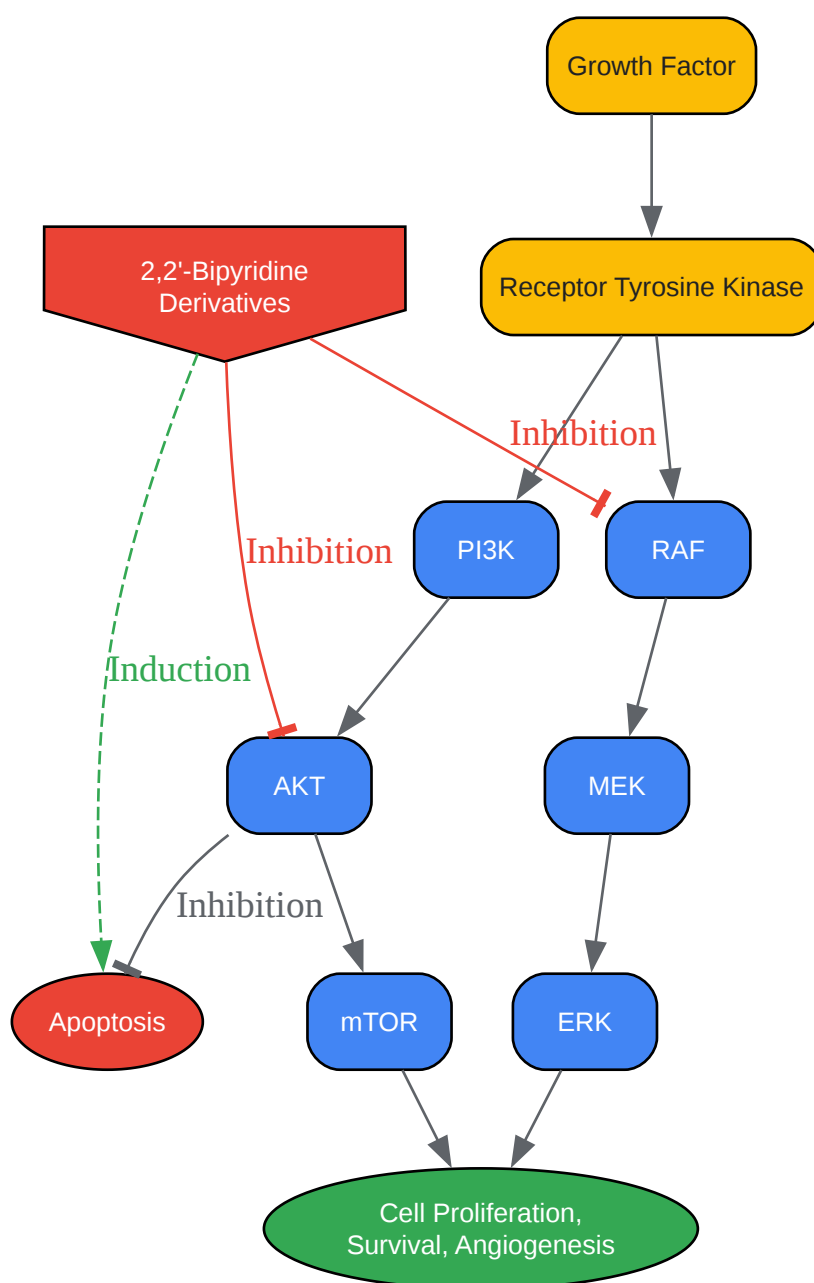 Growth Factor
2,2'-Bipyridine
Derivatives
Receptor Tyrosine Kinase
Inhibition
PI3K
RAF
Inhibition
Induction
AKT
MEK
Inhibition
Apoptosis
mTOR
ERK
Cell Proliferation,
Survival, Angiogenesis